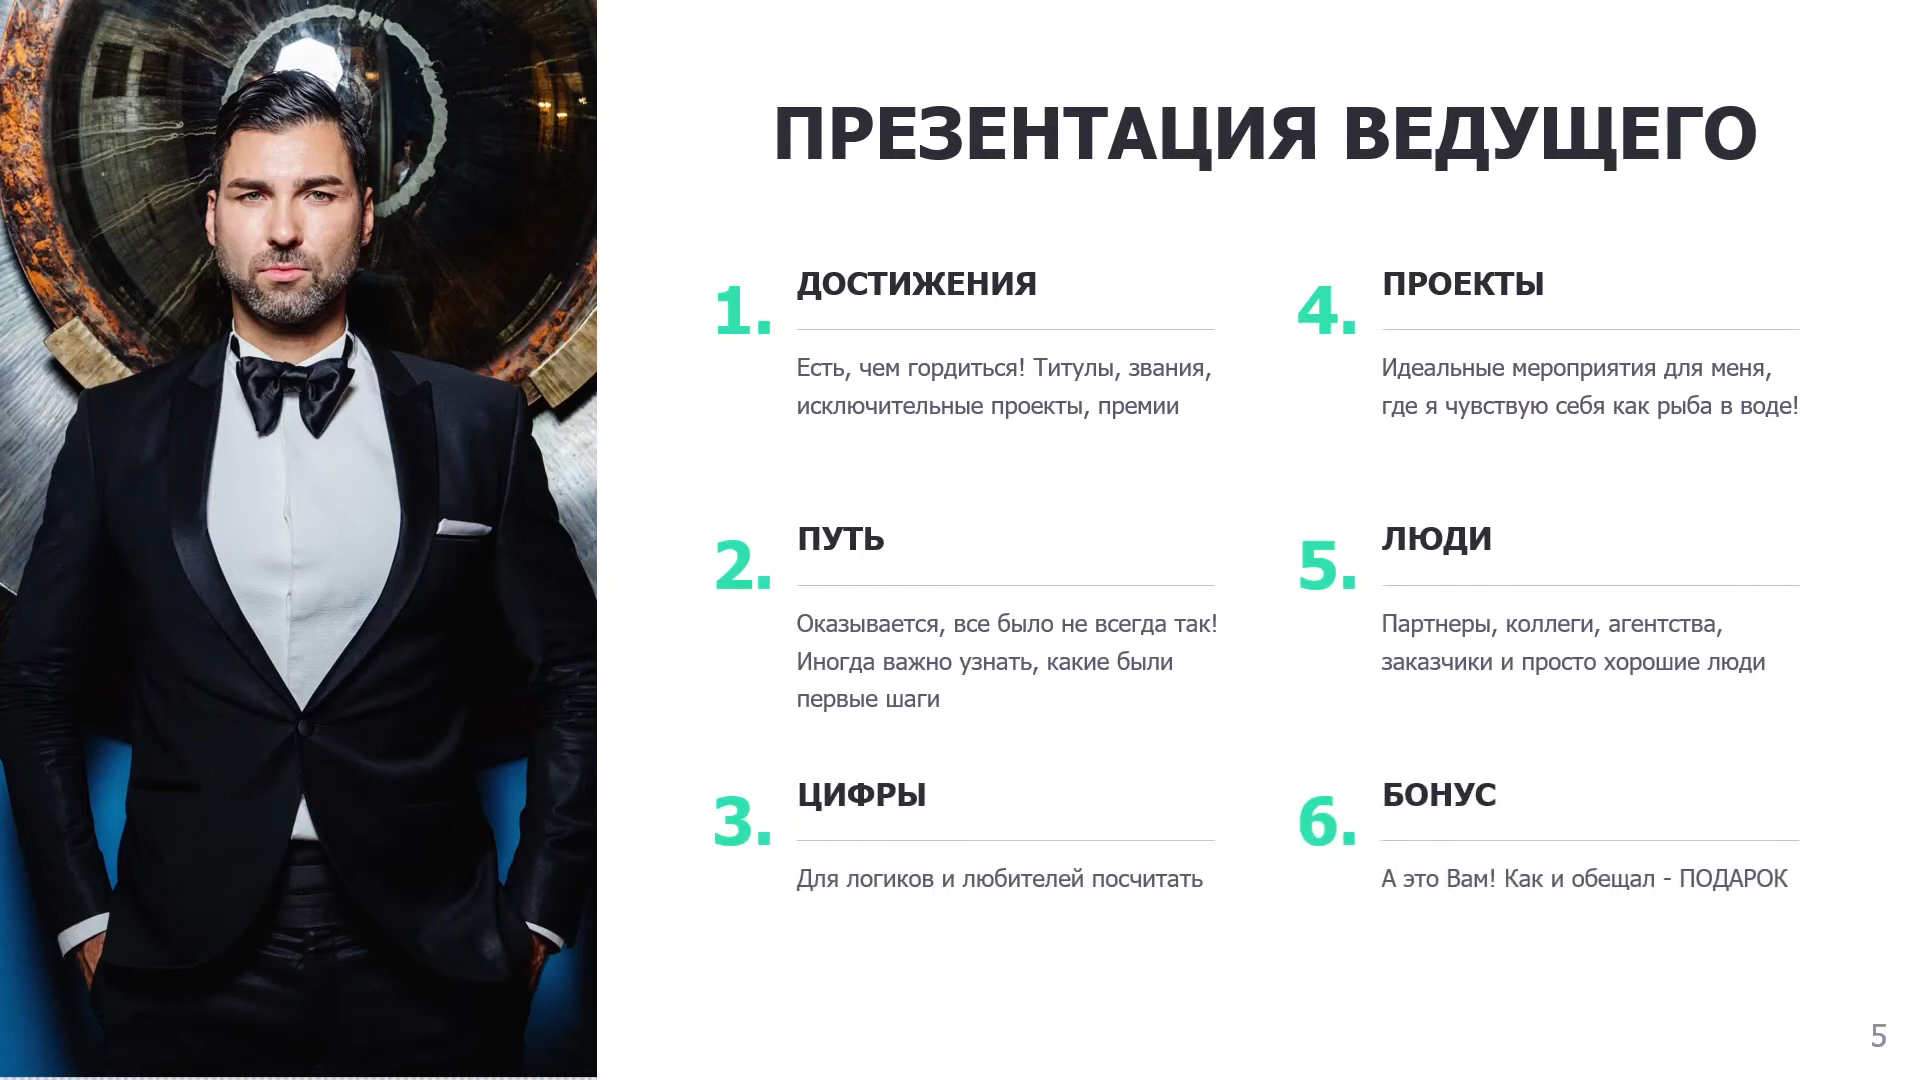 ПРЕЗЕНТАЦИЯ ВЕДУЩЕГО
1.
ДОСТИЖЕНИЯ
Есть, чем гордиться! Титулы, звания,
исключительные проекты, премии
2.
ПУТЬ
Оказывается, все было не всегда так!
Иногда важно узнать, какие были
первые шаги
3.
ЦИФРЫ
Для логиков и любителей посчитать
4.
ПРОЕКТЫ
Идеальные мероприятия для меня,
где я чувствую себя как рыба в воде!
5.
ЛЮДИ
Партнеры, коллеги, агентства,
заказчики и просто хорошие люди
6.
БОНУС
А это Вам! Как и обещал - ПОДАРОК
5